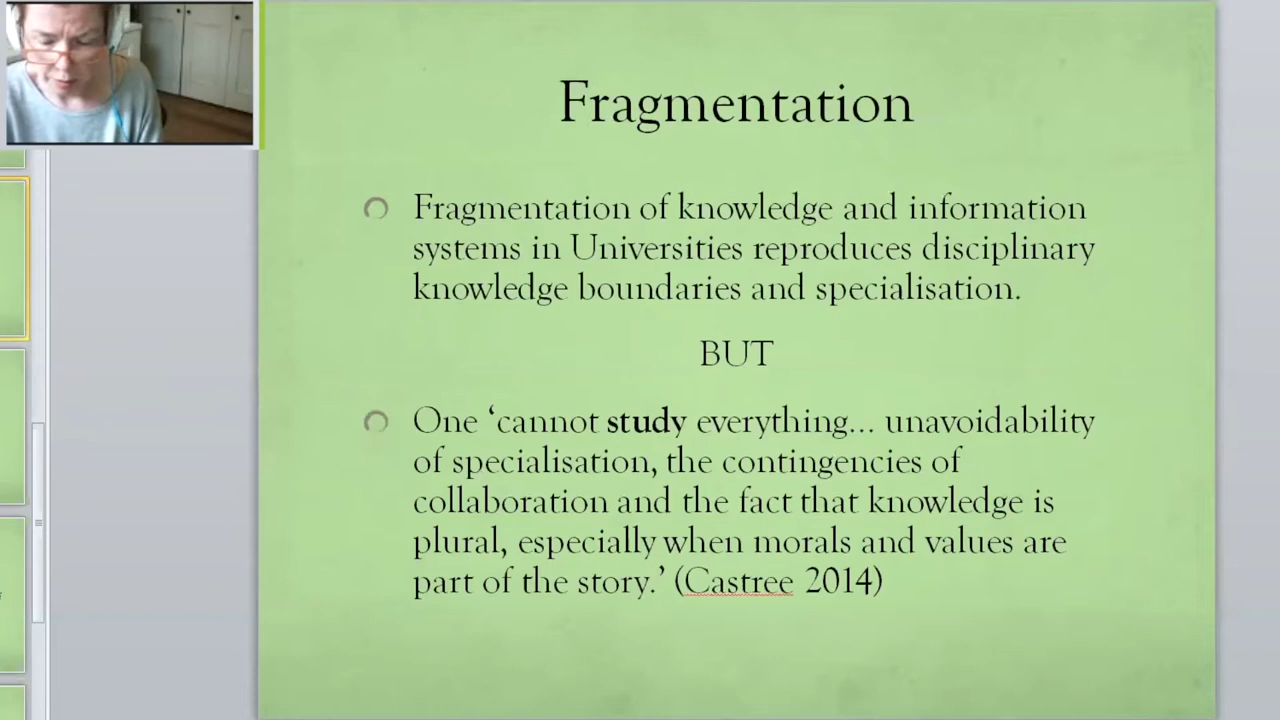 Fragmentation
Fragmentation of knowledge and information
systems in Universities reproduces disciplinary
knowledge boundaries and specialisation.
BUT
One ‘cannot study everything… unavoidability
of specialisation, the contingencies of
collaboration and the fact that knowledge is
plural, especially when morals and values are
part of the story.’ (Castree 2014)